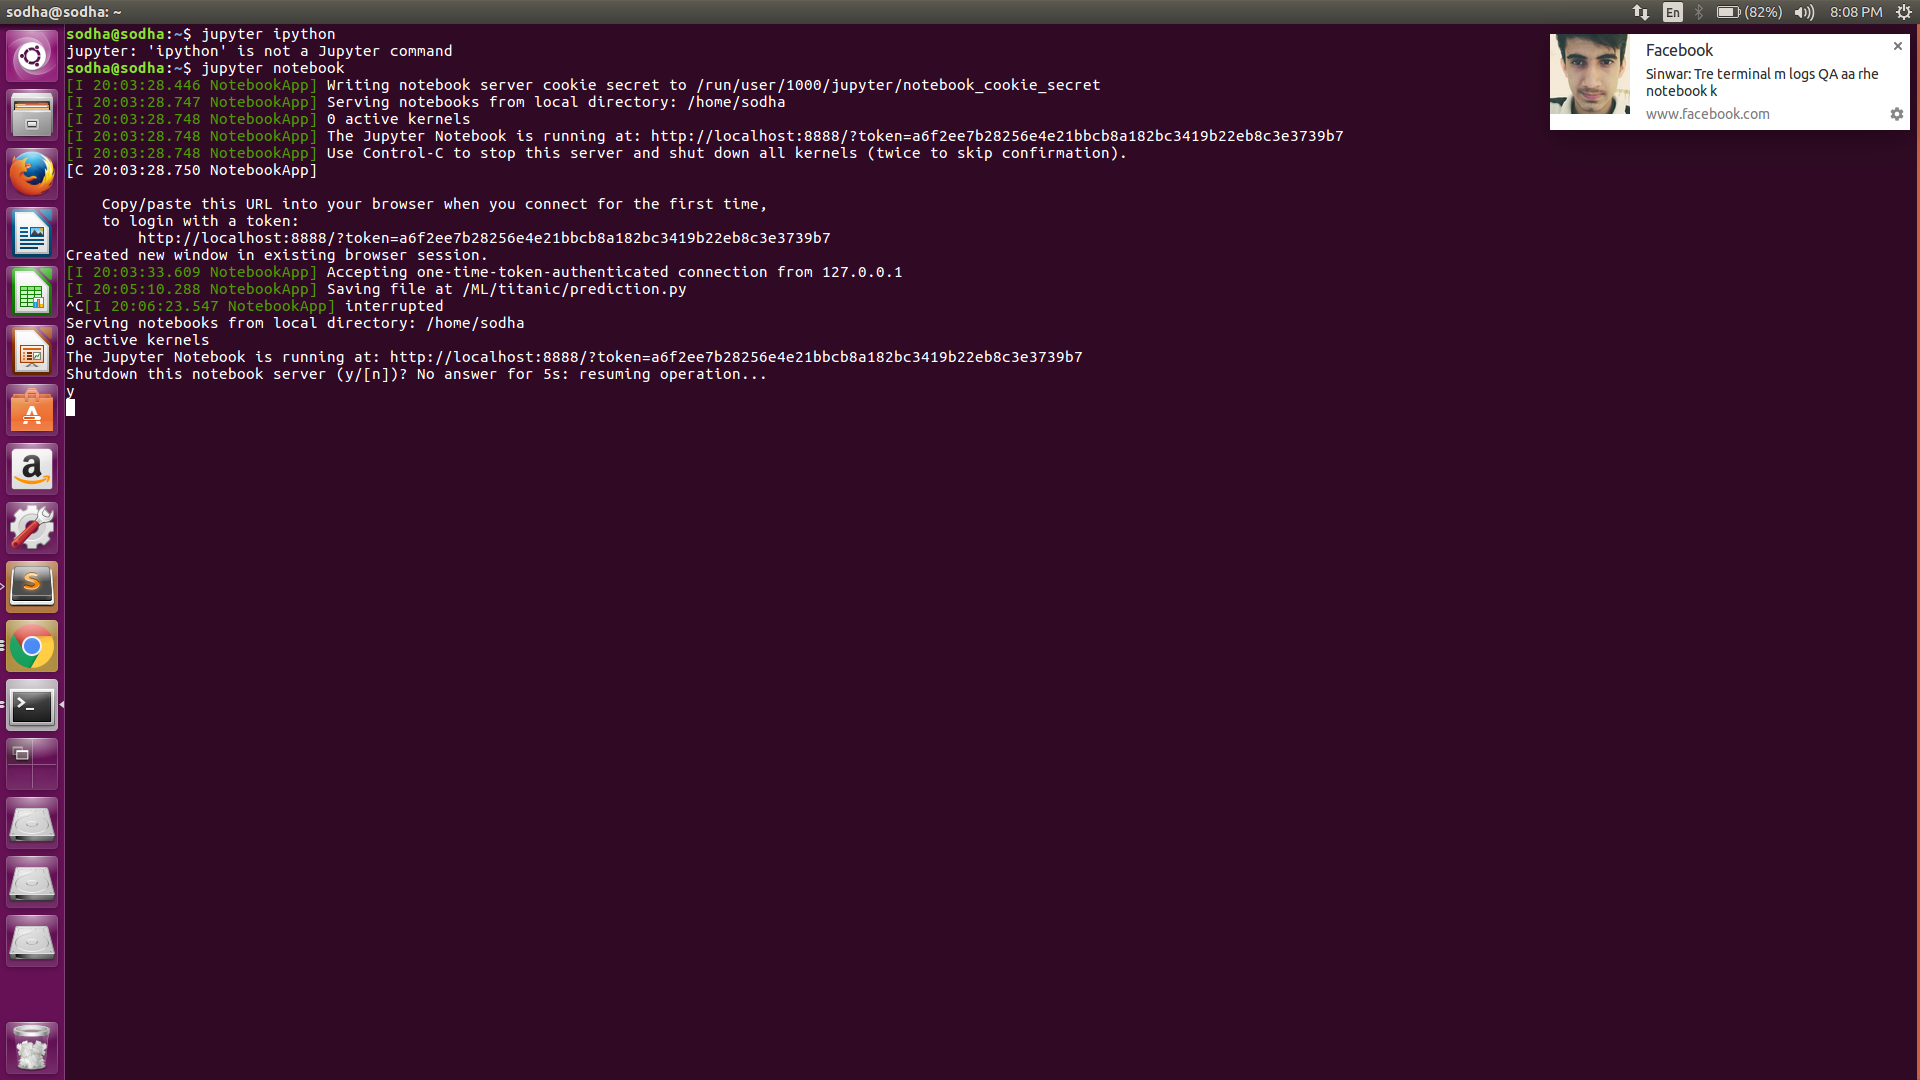 sodha@sodha: ~
En
(82%)
8:08 PM
sodha@sodha:~$ jupyter ipython
jupyter: 'ipython' is not a Jupyter command
sodha@sodha:~$ jupyter notebook
[I 20:03:28.446 NotebookApp] Writing notebook server cookie secret to /run/user/1000/jupyter/notebook_cookie_secret
[I 20:03:28.747 NotebookApp] Serving notebooks from local directory: /home/sodha
[I 20:03:28.748 NotebookApp] 0 active kernels
[I 20:03:28.748 NotebookApp] The Jupyter Notebook is running at: http://localhost:8888/?token=a6f2ee7b28256e4e21bbcb8a182bc3419b22eb8c3e3739b7
[I 20:03:28.748 NotebookApp] Use Control-C to stop this server and shut down all kernels (twice to skip confirmation).
[C 20:03:28.750 NotebookApp]
Copy/paste this URL into your browser when you connect for the first time,
to login with a token:
http://localhost:8888/?token=a6f2ee7b28256e4e21bbcb8a182bc3419b22eb8c3e3739b7
Created new window in existing browser session.
[I 20:03:33.609 NotebookApp] Accepting one-time-token-authenticated connection from 127.0.0.1
[I 20:05:10.288 NotebookApp] Saving file at /ML/titanic/prediction.py
^C[I 20:06:23.547 NotebookApp] interrupted
Serving notebooks from local directory: /home/sodha
0 active kernels
The Jupyter Notebook is running at: http://localhost:8888/?token=a6f2ee7b28256e4e21bbcb8a182bc3419b22eb8c3e3739b7
Shutdown this notebook server (y/[n])? No answer for 5s: resuming operation...
y
Facebook
Sinwar: Tre terminal m logs QA aa rhe
notebook k
www.facebook.com